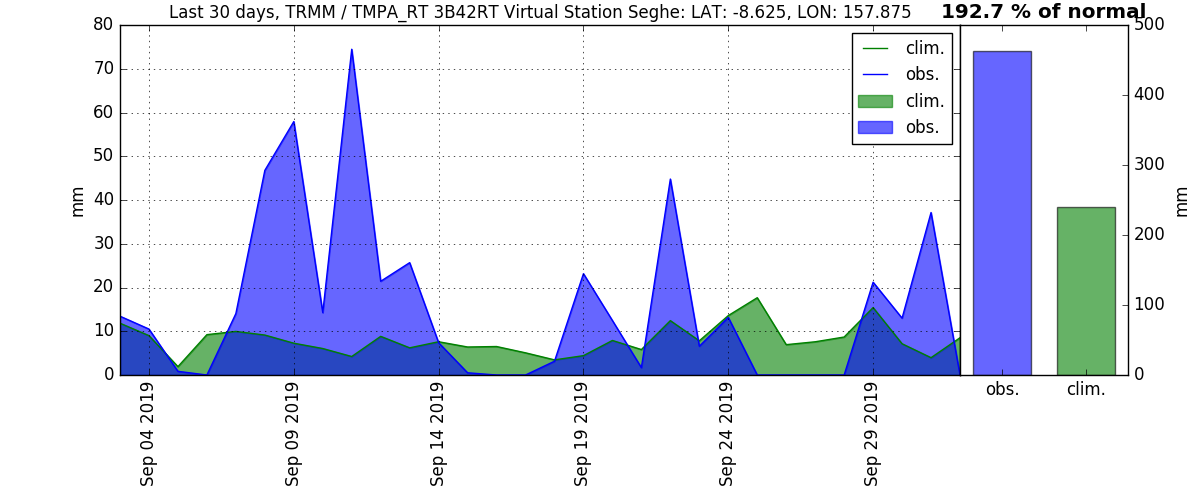 Last 30 days, TRMM / TMPA_RT 3B42RT Virtual Station Seghe: LAT: -8.625, LON: 157.875
192.7 % of normal
80
70
60
50
40
30
20
10
0
mm
clim.
obs.
clim.
obs.
500
400
300
200
100
0
mm
obs.
clim.
Sep 04 2019
Sep 09 2019
Sep 14 2019
Sep 19 2019
Sep 24 2019
Sep 29 2019